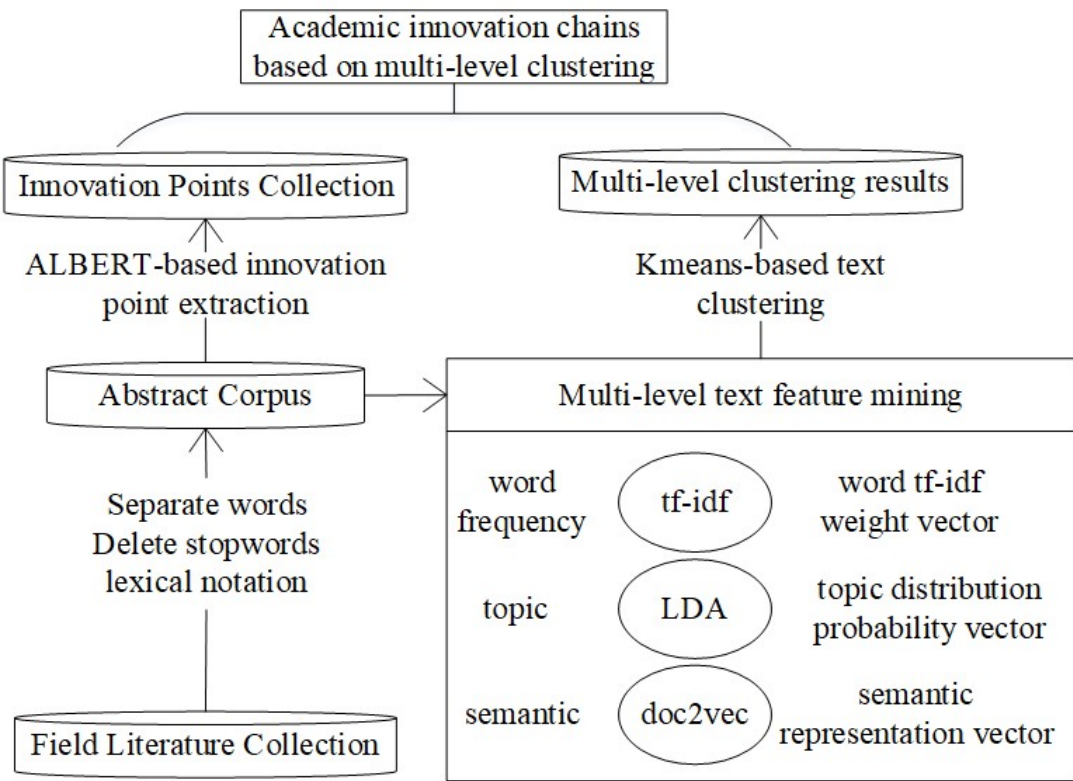 Academic innovation chains
based on multi-level clustering
Innovation Points Collection
Multi-level clustering results
ALBERT-based innovation
point extraction
Kmeans-based text
clustering
Abstract Corpus
Multi-level text feature mining
Separate words
Delete stopwords
lexical notation
word
frequency
tf-idf
word tf-idf
weight vector
topic
LDA
topic distribution
probability vector
semantic
doc2vec
semantic
representation vector
Field Literature Collection